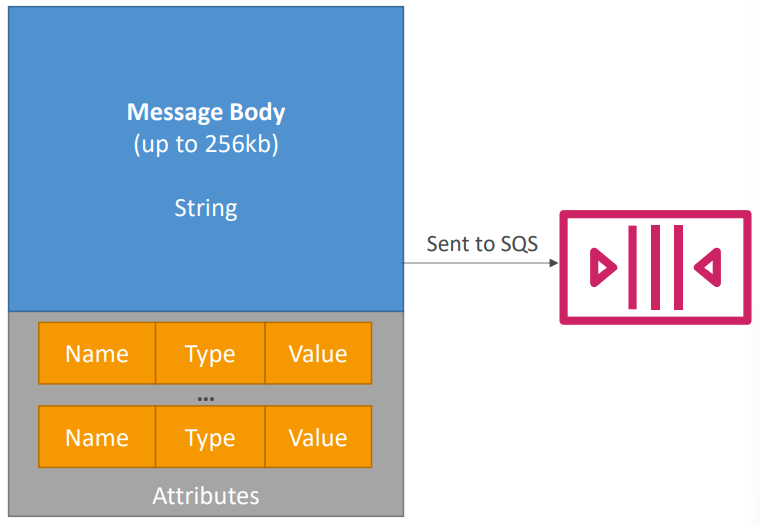 Message Body
(up to 256kb)
String
Sent to SQS
Name Type Value
...
Name Type Value
Attributes